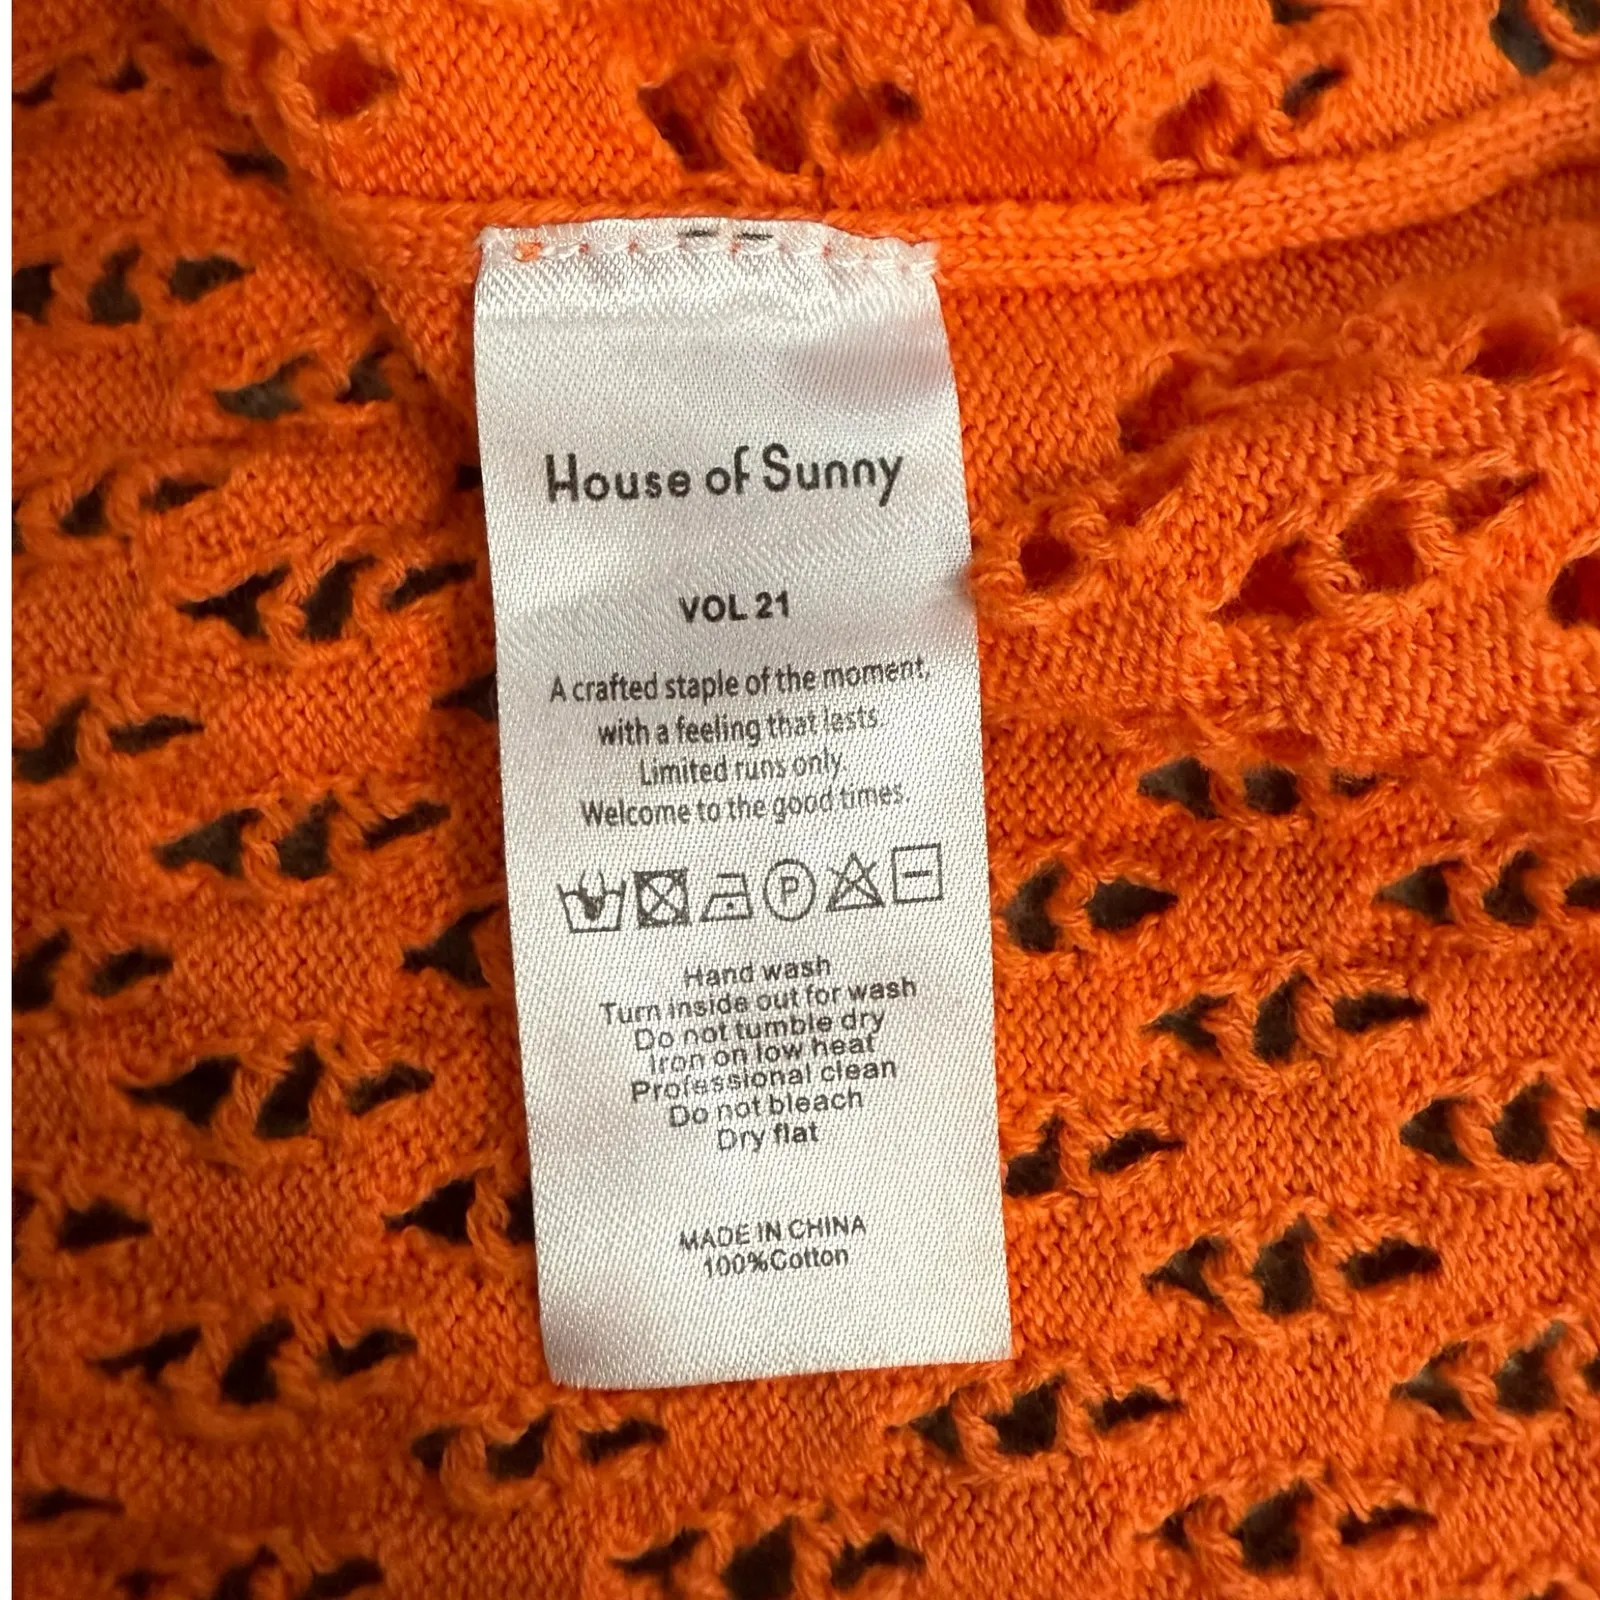 House of Sunny
VOL 21
A crafted staple of the moment,
with a feeling that lasts.
Limited runs only.
Welcome to the good times.
P
Hand wash
Turn inside out for wash
Do not tumble dry
Iron on low heat
Professional clean
Do not bleach
Dry flat
MADE IN CHINA
100%Cotton